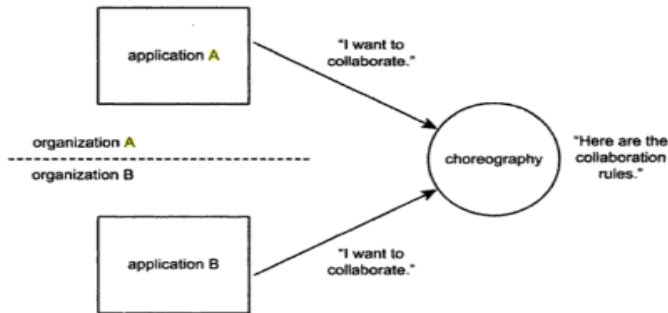 application A
"I want to
collaborate."
organization A
organization B
choreography
"Here are the
collaboration
rules."
application B
"I want to
collaborate."